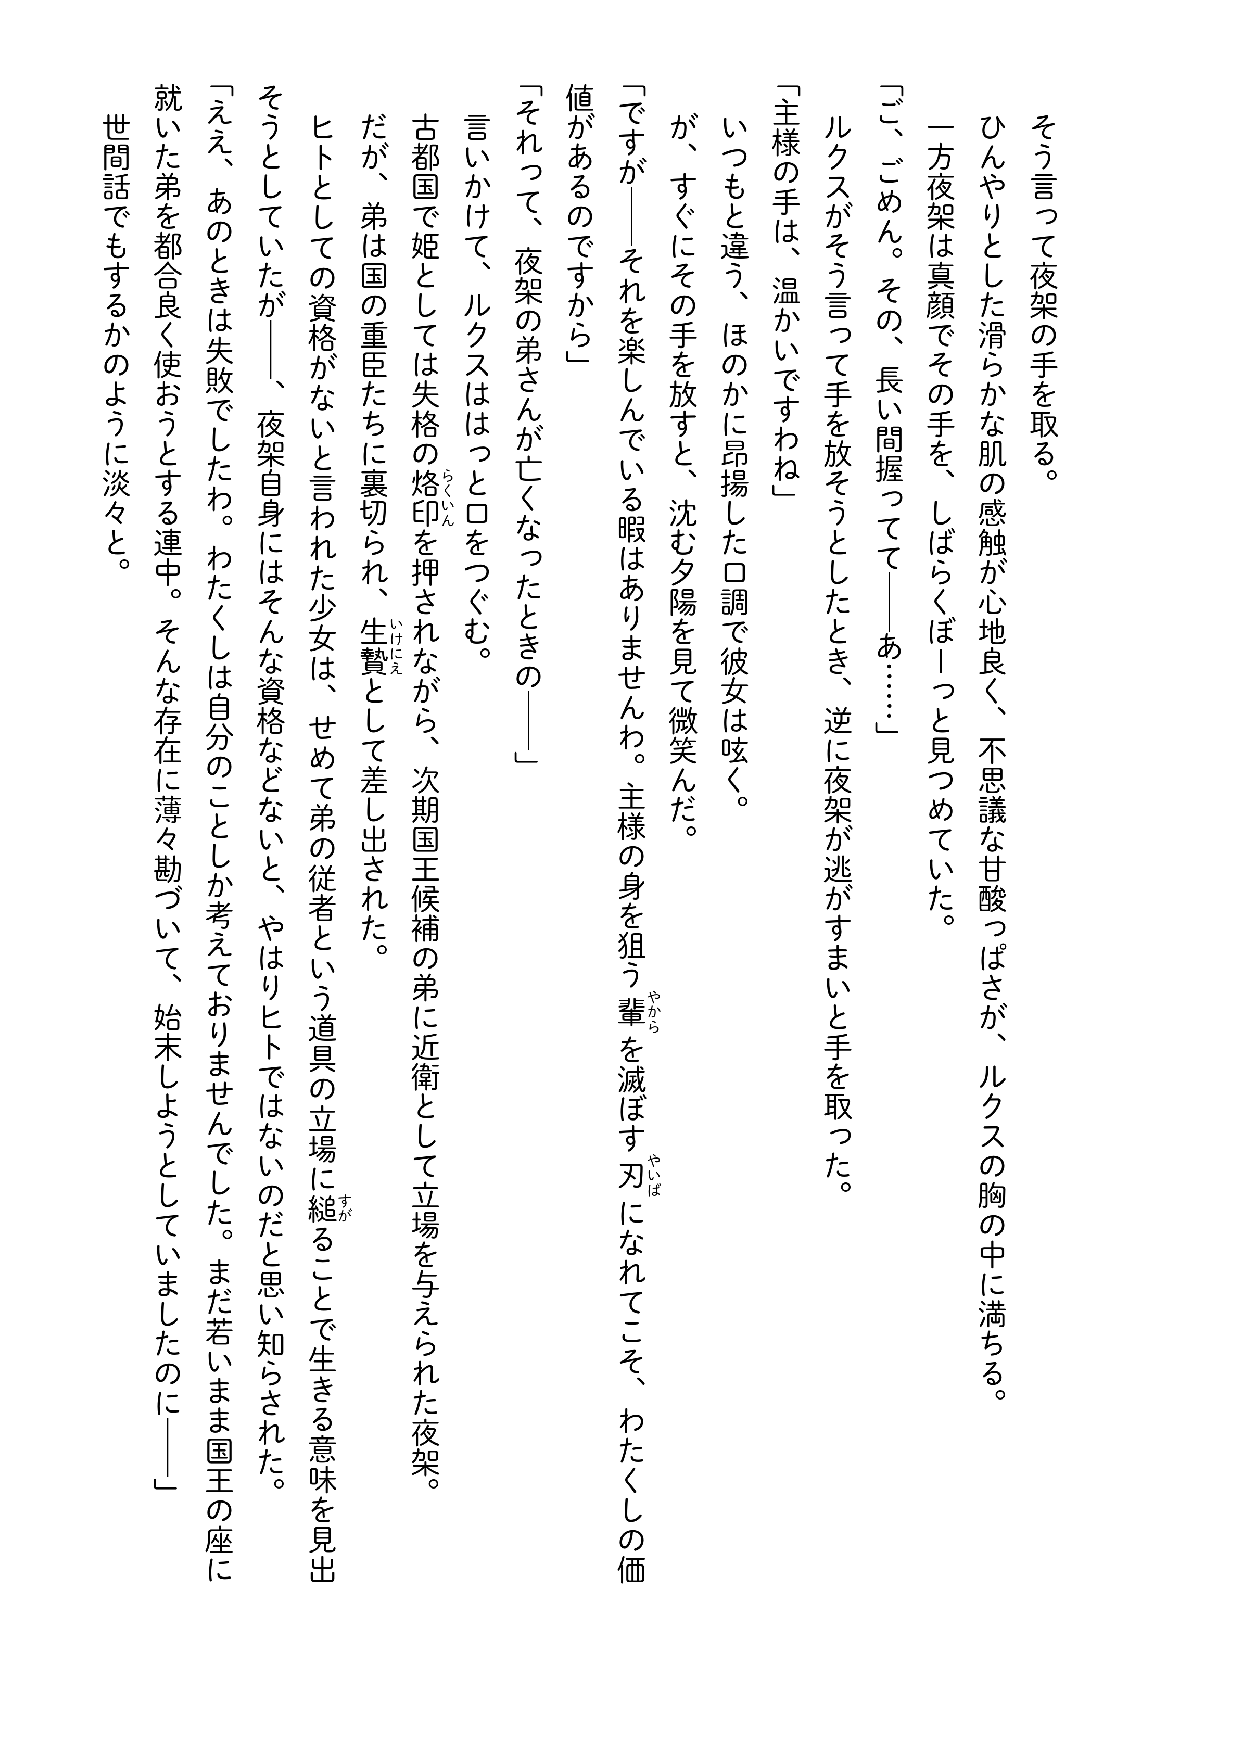 そう言って夜架の手を取る。
ひんやりとした滑らかな肌の感触が心地良く、不思議な甘酸っぱさが、ルクスの胸の中に満ちる。
一方夜架は真顔でその手を、しばらくぼーっと見つめていた。
「ご、ごめん。その、長い間握ってて――あ……」
ルクスがそう言って手を放そうとしたとき、逆に夜架が逃がすまいと手を取った。
「主様の手は、温かいですわね」
いつもと違う、ほのかに昂揚した口調で彼女は呟く。
が、すぐにその手を放すと、沈む夕陽を見て微笑んだ。
「ですが――それを楽しんでいる暇はありませんわ。主様の身を狙う輩やからを滅ぼす刃やいばになれてこそ、わたくしの価
値があるのですから」
「それって、夜架の弟さんが亡くなったときの――」
言いかけて、ルクスははっと口をつぐむ。
古都国で姫としては失格の烙印らくいんを押されながら、次期国王候補の弟に近衛として立場を与えられた夜架。
だが、弟は国の重臣たちに裏切られ、生贄いけにえとして差し出された。
ヒトとしての資格がないと言われた少女は、せめて弟の従者という道具の立場に縋すがることで生きる意味を見出
そうとしていたが――、夜架自身にはそんな資格などないと、やはりヒトではないのだと思い知らされた。
「ええ、あのときは失敗でしたわ。わたくしは自分のことしか考えておりませんでした。まだ若いまま国王の座に
就いた弟を都合良く使おうとする連中。そんな存在に薄々勘づいて、始末しようとしていましたのに――」
世間話でもするかのように淡々と。